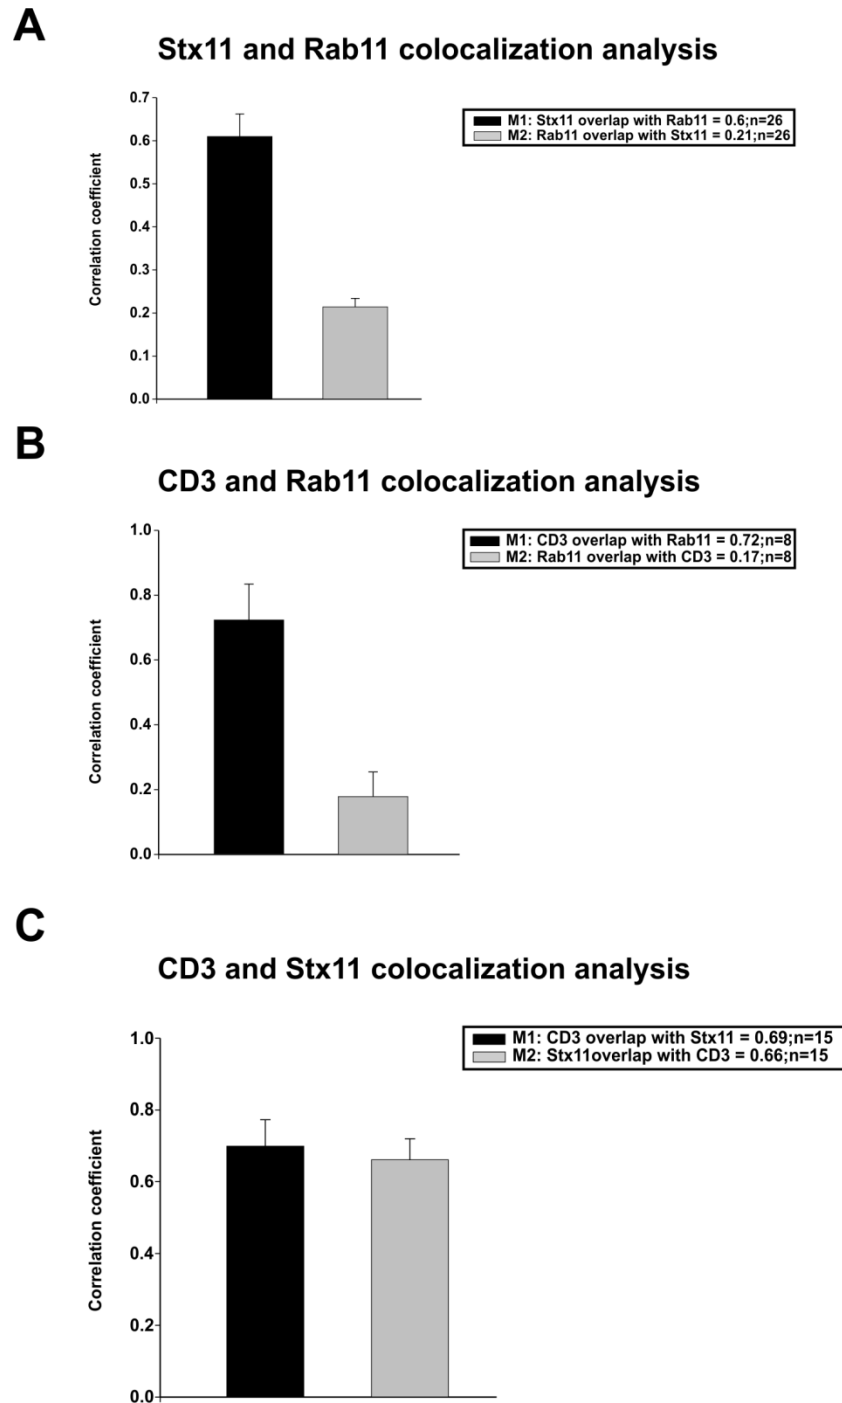 A
Stx11 and Rab11 colocalization analysis
0.7
0.6
0.5
0.4
0.3
0.2
0.1
0.0
Correlation coefficient
M1: Stx11 overlap with Rab11 = 0.6;n=26
M2: Rab11 overlap with Stx11 = 0.21;n=26
B
CD3 and Rab11 colocalization analysis
1.0
0.8
0.6
0.4
0.2
0.0
Correlation coefficient
M1: CD3 overlap with Rab11 = 0.72;n=8
M2: Rab11 overlap with CD3 = 0.17;n=8
C
CD3 and Stx11 colocalization analysis
1.0
0.8
0.6
0.4
0.2
0.0
Correlation coefficient
M1: CD3 overlap with Stx11 = 0.69;n=15
M2: Stx11overlap with CD3 = 0.66;n=15